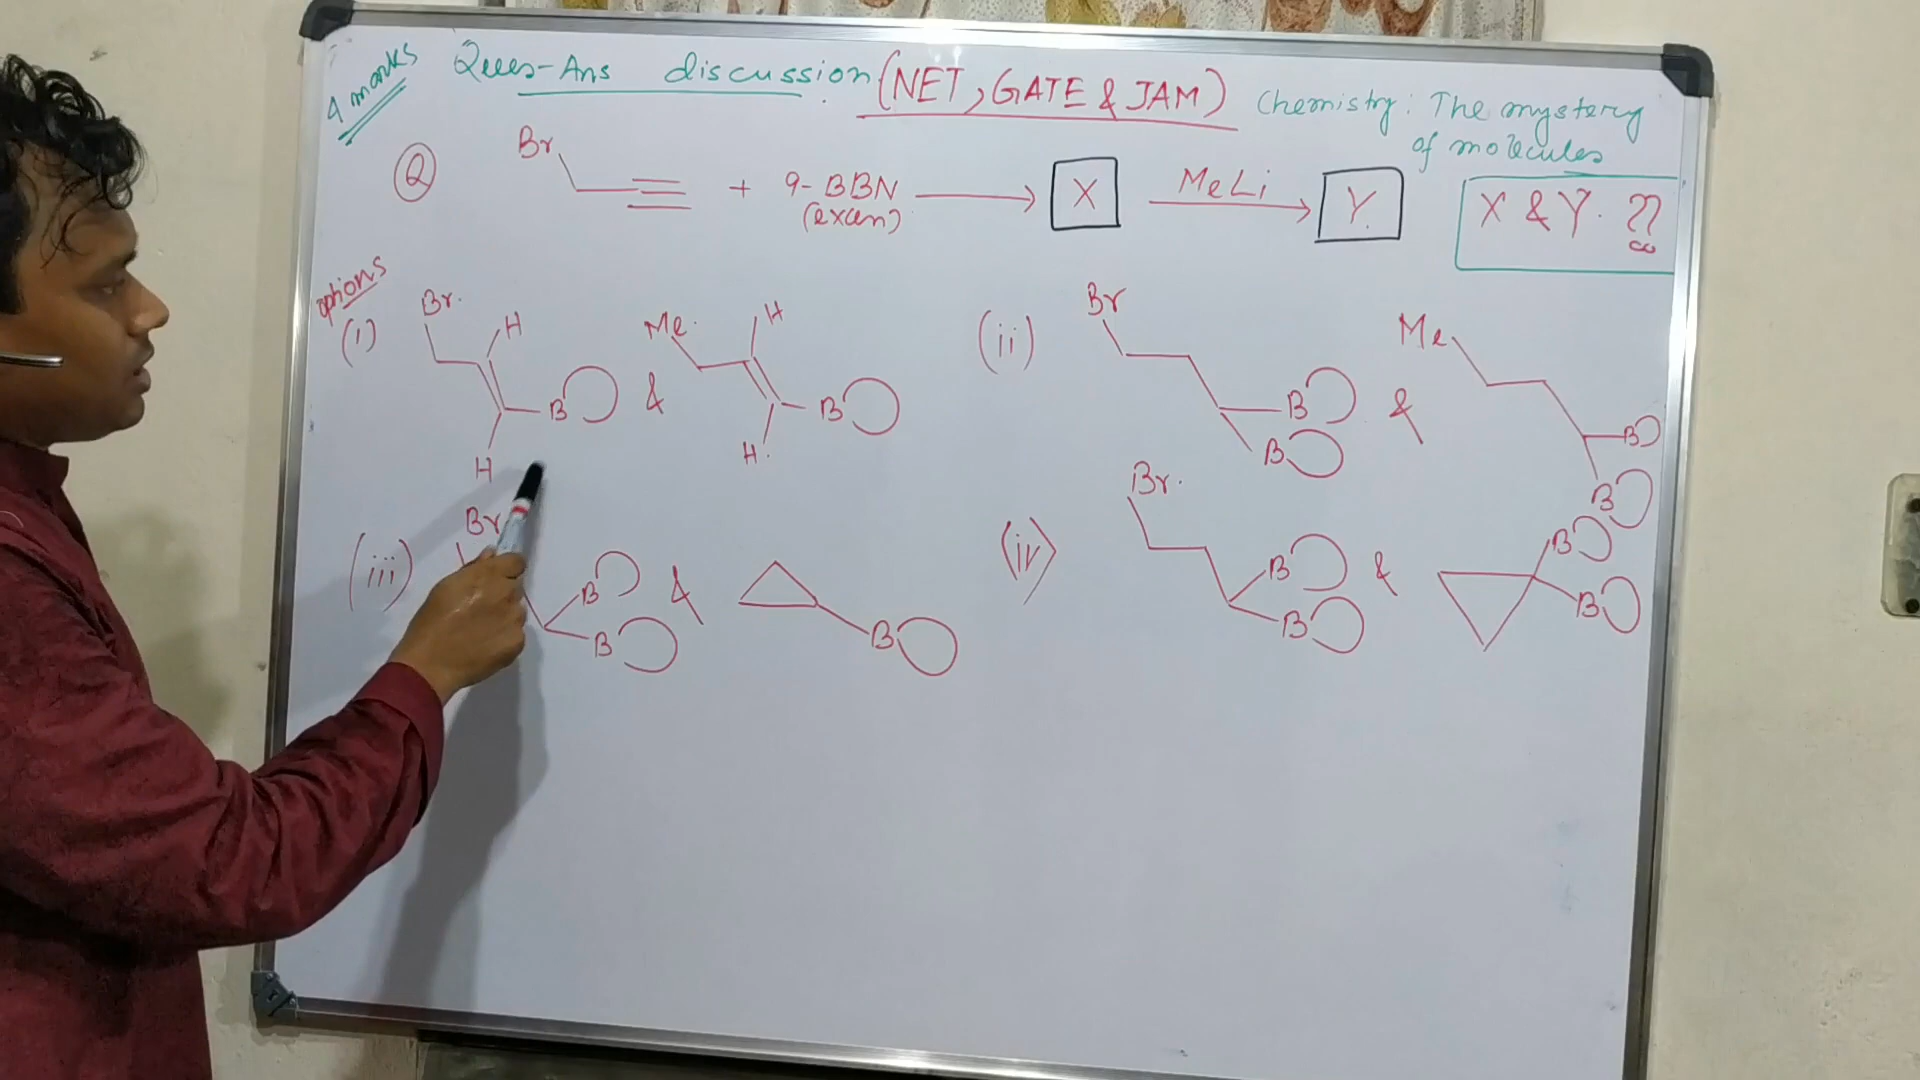 4 marks
Ques-Ans discussion (NET, GATE & JAM)
Chemistry: The mystery
of molecules
Q
Br
+ 9-BBN
(excen)
X
MeLi
Y
X & Y. ??
options
(i)
Br.
H
B
H
&
Me.
H
B
H.
(ii)
Br
B
B
&
Me
B
B
(iii)
Br
B
B
&
B
(iv)
Br.
B
B
&
B
B